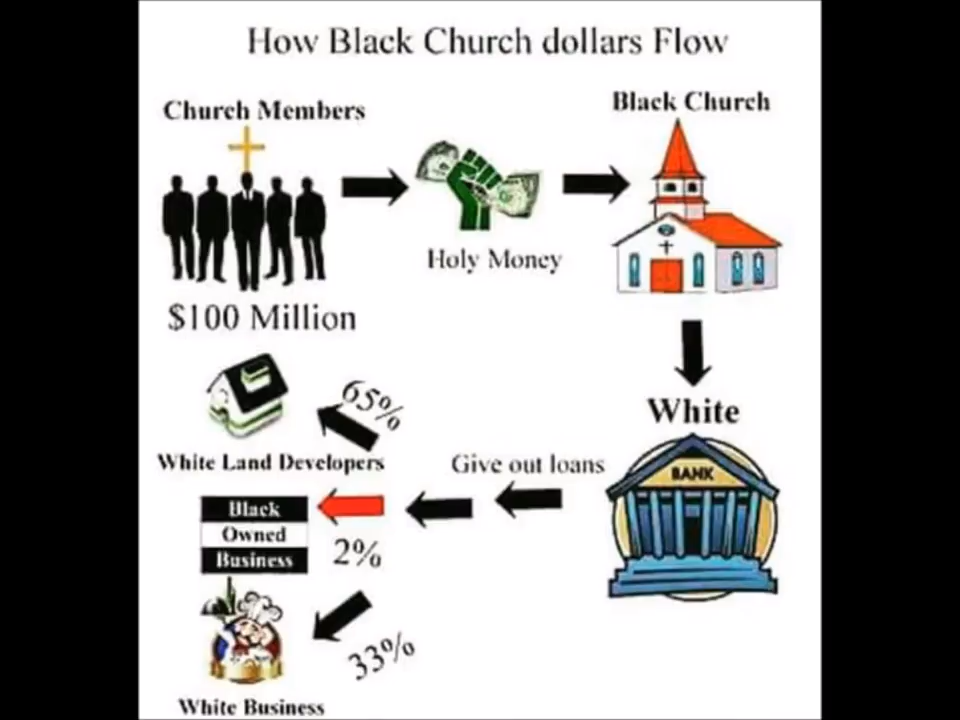 How Black Church dollars Flow
Church Members
Black Church
Holy Money
$100 Million
White
BANK
65%
White Land Developers
Give out loans
Black
Owned
Business
2%
33%
White Business